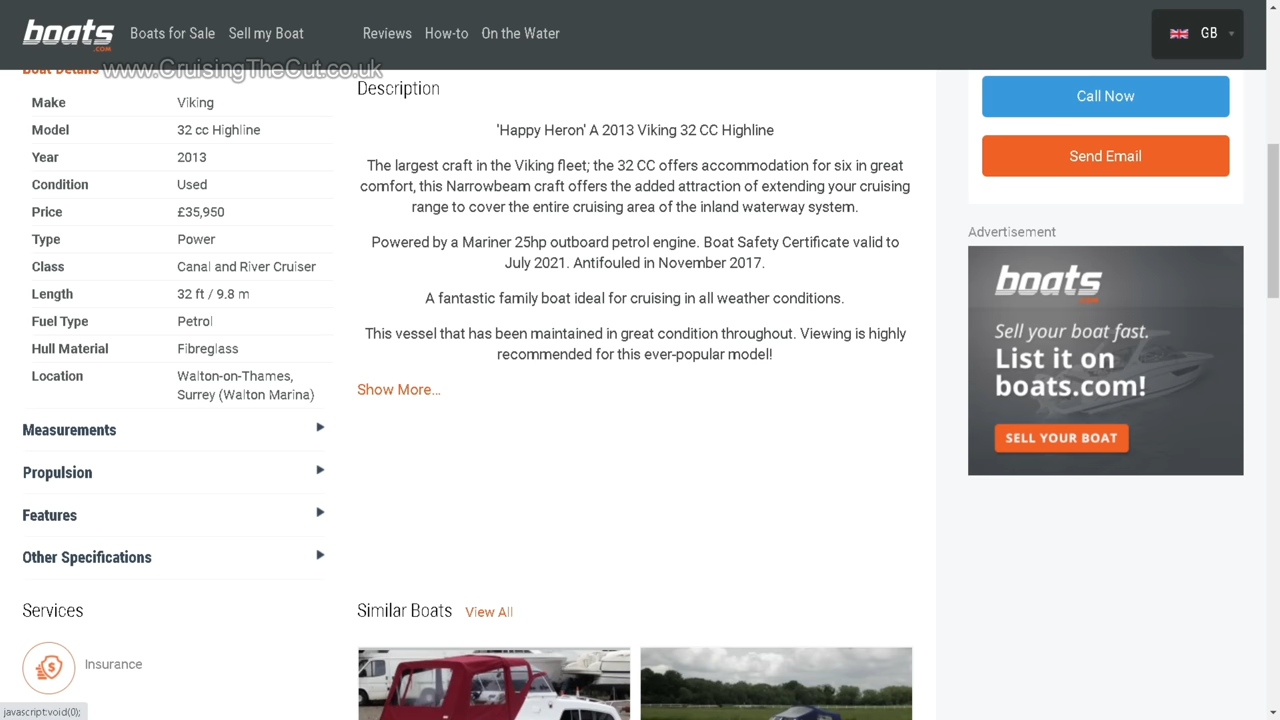 boats.com
Boats for Sale
Sell my Boat
Reviews
How-to
On the Water
GB
Boat Details
www.CruisingTheCut.co.uk
Make Viking
Model 32 cc Highline
Year 2013
Condition Used
Price £35,950
Type Power
Class Canal and River Cruiser
Length 32 ft / 9.8 m
Fuel Type Petrol
Hull Material Fibreglass
Location Walton-on-Thames,
Surrey (Walton Marina)
Measurements
Propulsion
Features
Other Specifications
Services
Insurance
javascript:void(0);
Description
'Happy Heron' A 2013 Viking 32 CC Highline
The largest craft in the Viking fleet; the 32 CC offers accommodation for six in great
comfort, this Narrowbeam craft offers the added attraction of extending your cruising
range to cover the entire cruising area of the inland waterway system.
Powered by a Mariner 25hp outboard petrol engine. Boat Safety Certificate valid to
July 2021. Antifouled in November 2017.
A fantastic family boat ideal for cruising in all weather conditions.
This vessel that has been maintained in great condition throughout. Viewing is highly
recommended for this ever-popular model!
Show More...
Similar Boats View All
Call Now
Send Email
Advertisement
boats.com
Sell your boat fast.
List it on
boats.com!
SELL YOUR BOAT